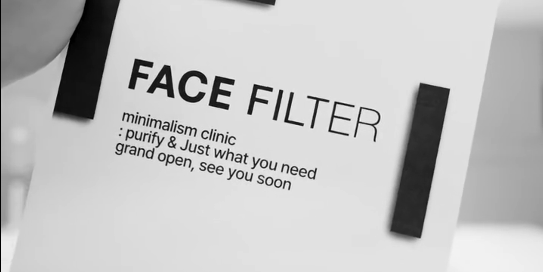 FACE FILTER
minimalism clinic
: purify & Just what you need
grand open, see you soon